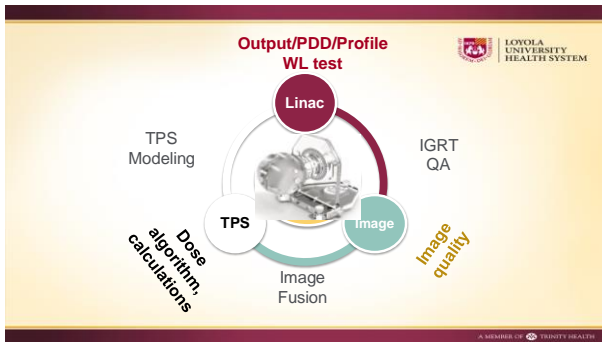 Output/PDD/Profile
WL test
LOYOLA
UNIVERSITY
HEALTH SYSTEM
Linac
TPS
Modeling
IGRT
QA
TPS
Image
Dose
algorithm,
calculations
Image
quality
Image
Fusion
A MEMBER OF TRINITY HEALTH